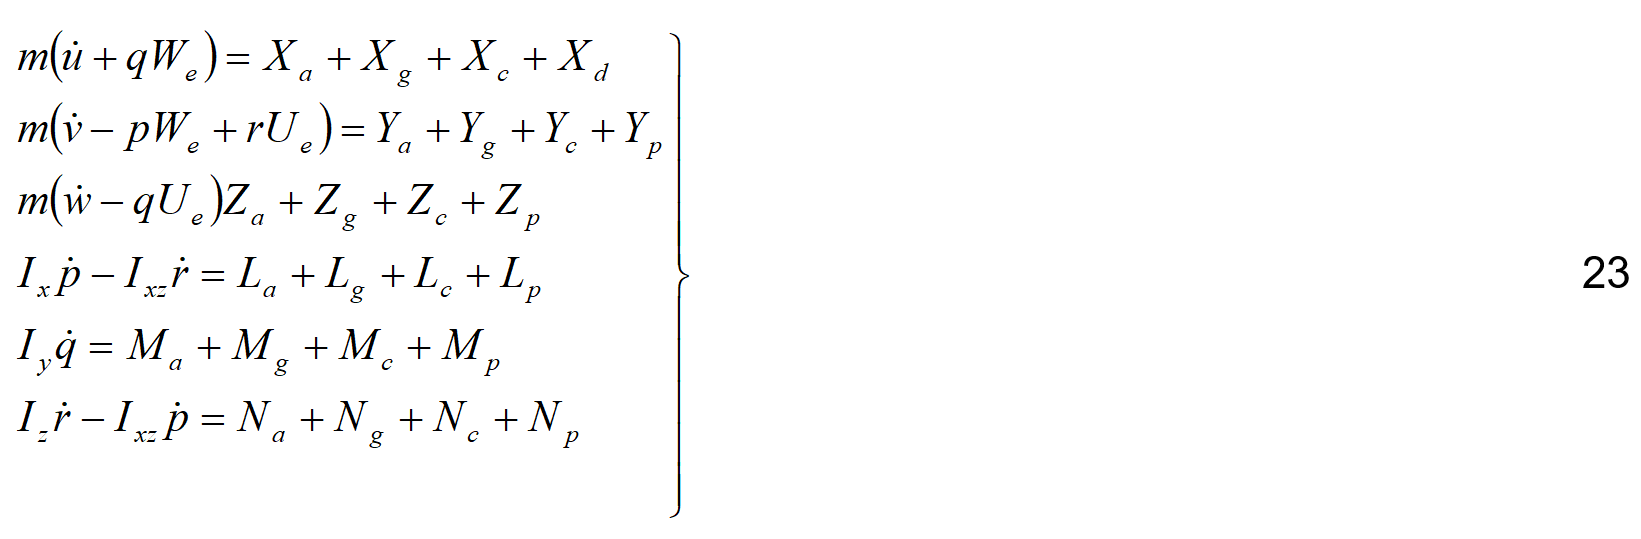 m(u̇ + qW_e) = X_a + X_g + X_c + X_d
m(v̇ − pW_e + rU_e) = Y_a + Y_g + Y_c + Y_p
m(ẇ − qU_e)Z_a + Z_g + Z_c + Z_p
I_x ṗ − I_xz ṙ = L_a + L_g + L_c + L_p
23
I_y q̇ = M_a + M_g + M_c + M_p
I_z ṙ − I_xz ṗ = N_a + N_g + N_c + N_p